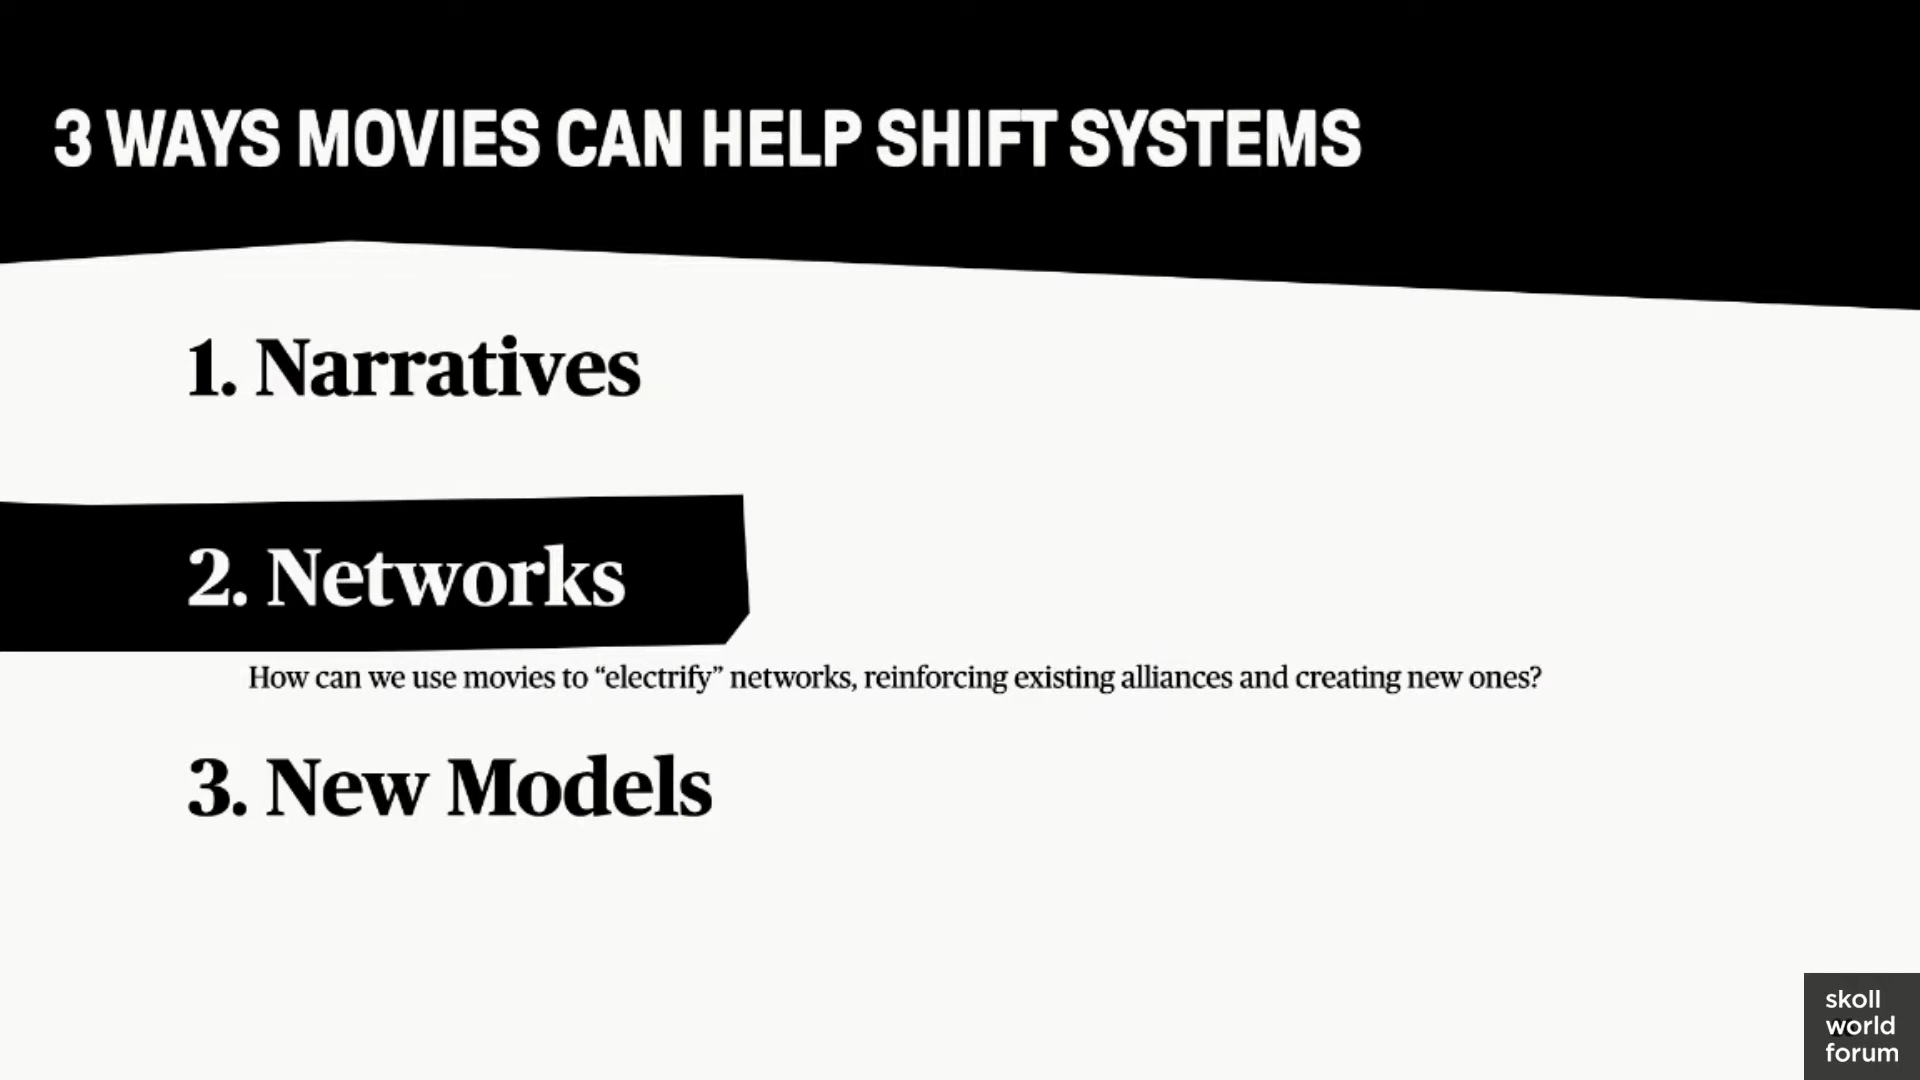 3 WAYS MOVIES CAN HELP SHIFT SYSTEMS
1. Narratives
2. Networks
How can we use movies to “electrify” networks, reinforcing existing alliances and creating new ones?
3. New Models
skoll
world
forum